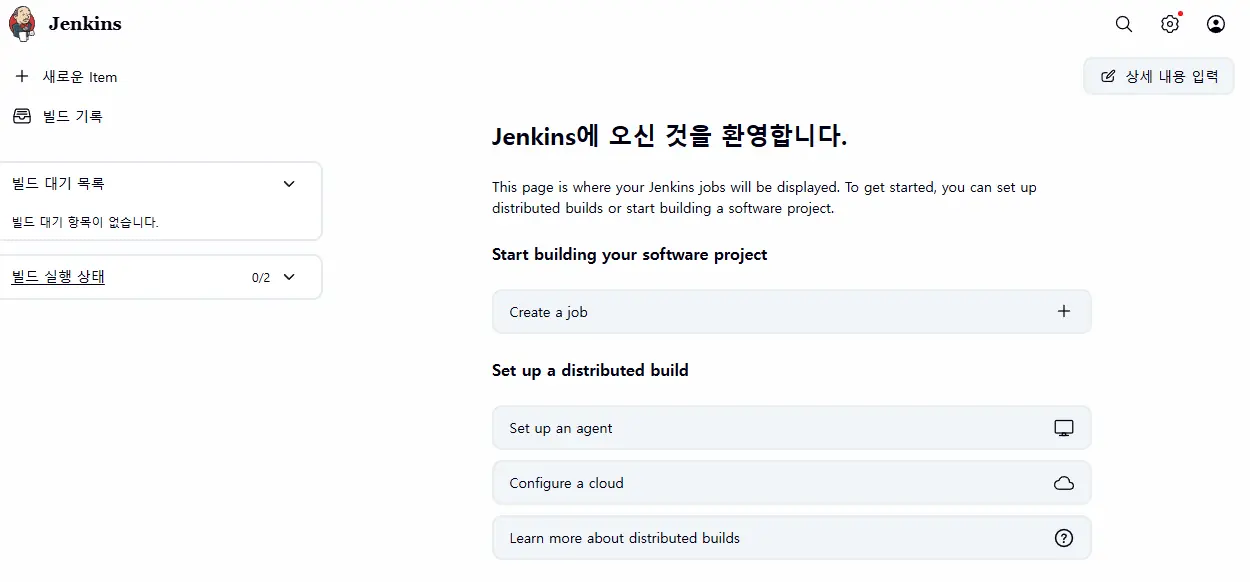 Jenkins
새로운 Item
빌드 기록
빌드 대기 목록
빌드 대기 항목이 없습니다.
빌드 실행 상태
0/2
상세 내용 입력
Jenkins에 오신 것을 환영합니다.
This page is where your Jenkins jobs will be displayed. To get started, you can set up
distributed builds or start building a software project.
Start building your software project
Create a job
Set up a distributed build
Set up an agent
Configure a cloud
Learn more about distributed builds